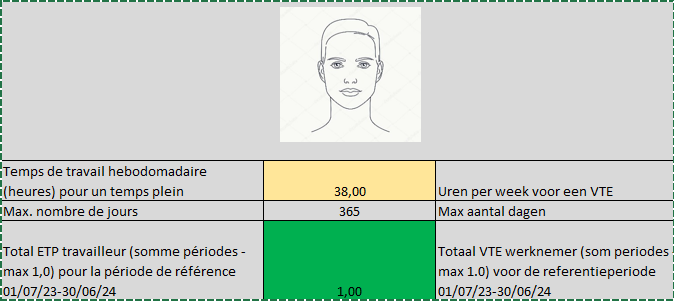 Temps de travail hebodomadaire
(heures) pour un temps plein
38,00
Uren per week voor een VTE
Max. nombre de jours
365
Max aantal dagen
Total ETP travailleur (somme périodes -
max 1,0) pour la période de référence
01/07/23-30/06/24
1,00
Totaal VTE werknemer (som periodes
max 1.0) voor de referentieperiode
01/07/23-30/06/24